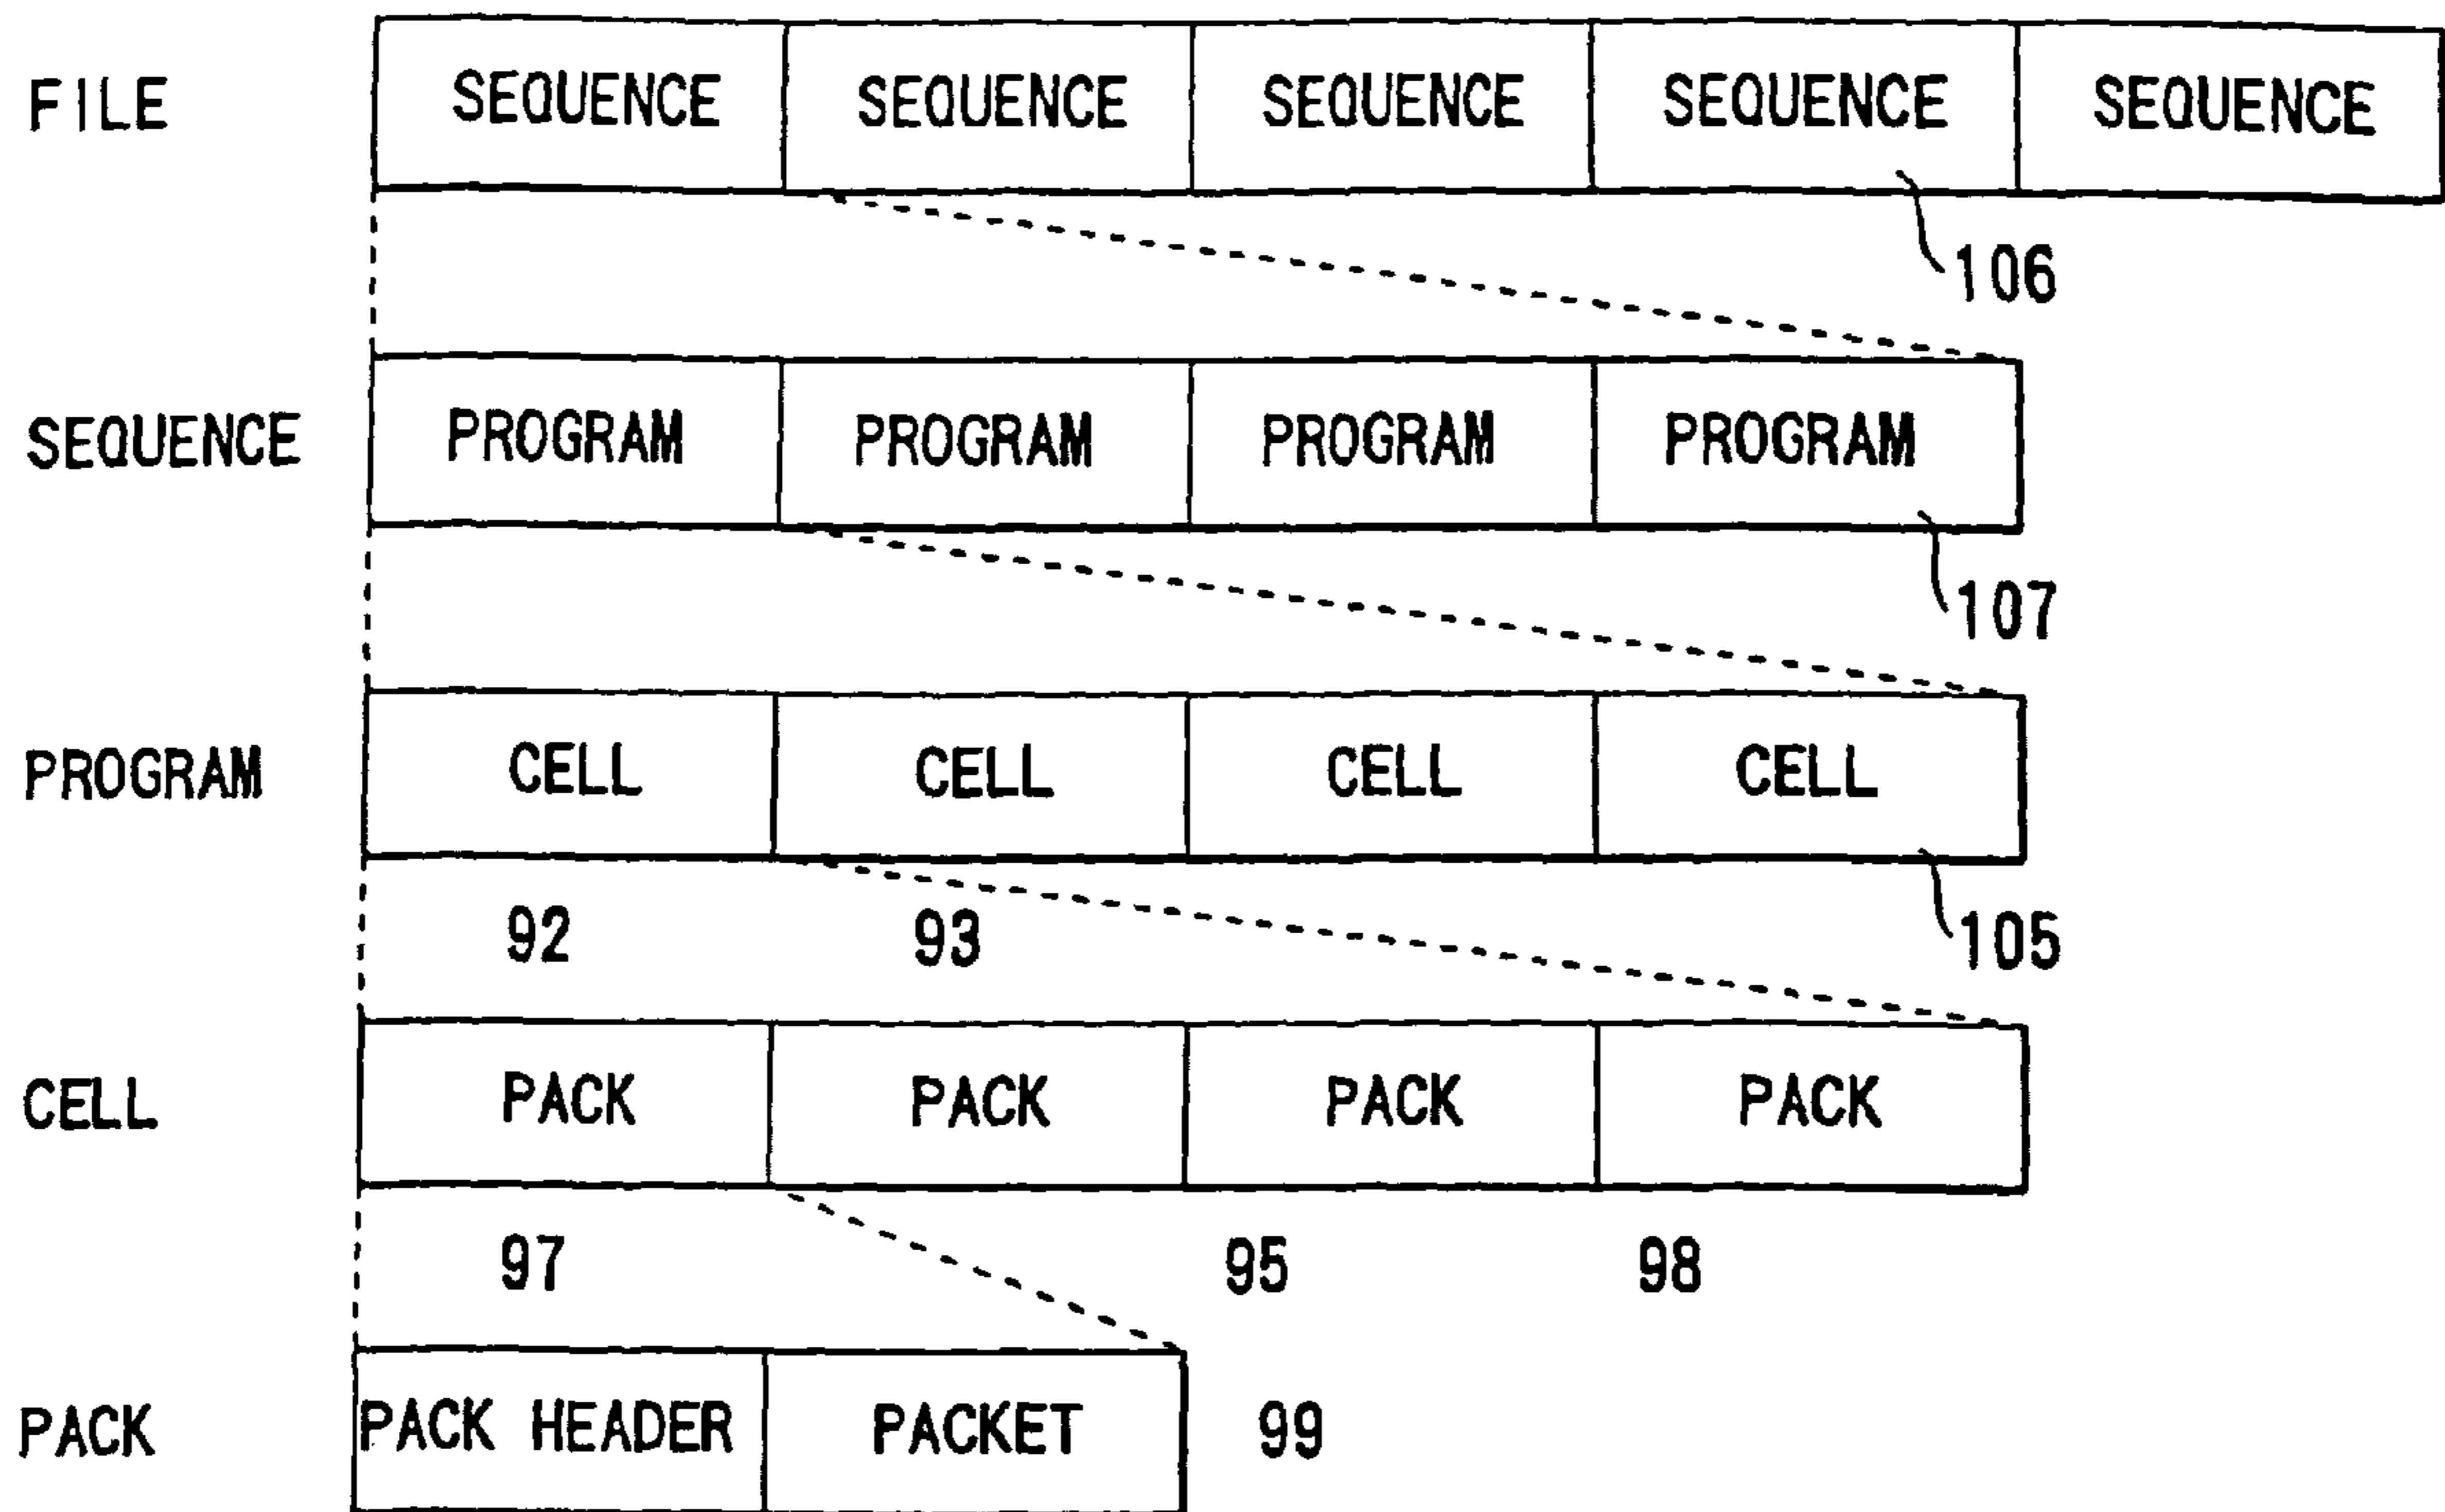 FILE SEQUENCE SEQUENCE SEQUENCE SEQUENCE SEQUENCE
106
SEQUENCE PROGRAM PROGRAM PROGRAM PROGRAM
107
PROGRAM CELL CELL CELL CELL
92 93 105
CELL PACK PACK PACK PACK
97 95 98
PACK PACK HEADER PACKET 99